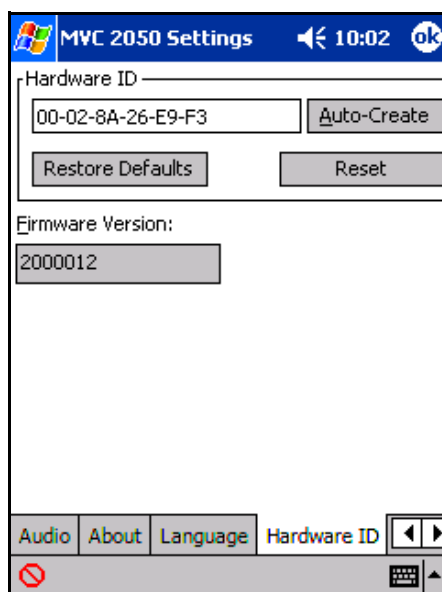 MVC 2050 Settings 10:02 ok
Hardware ID
00-02-8A-26-E9-F3 Auto-Create
Restore Defaults Reset
Firmware Version:
2000012
Audio About Language Hardware ID